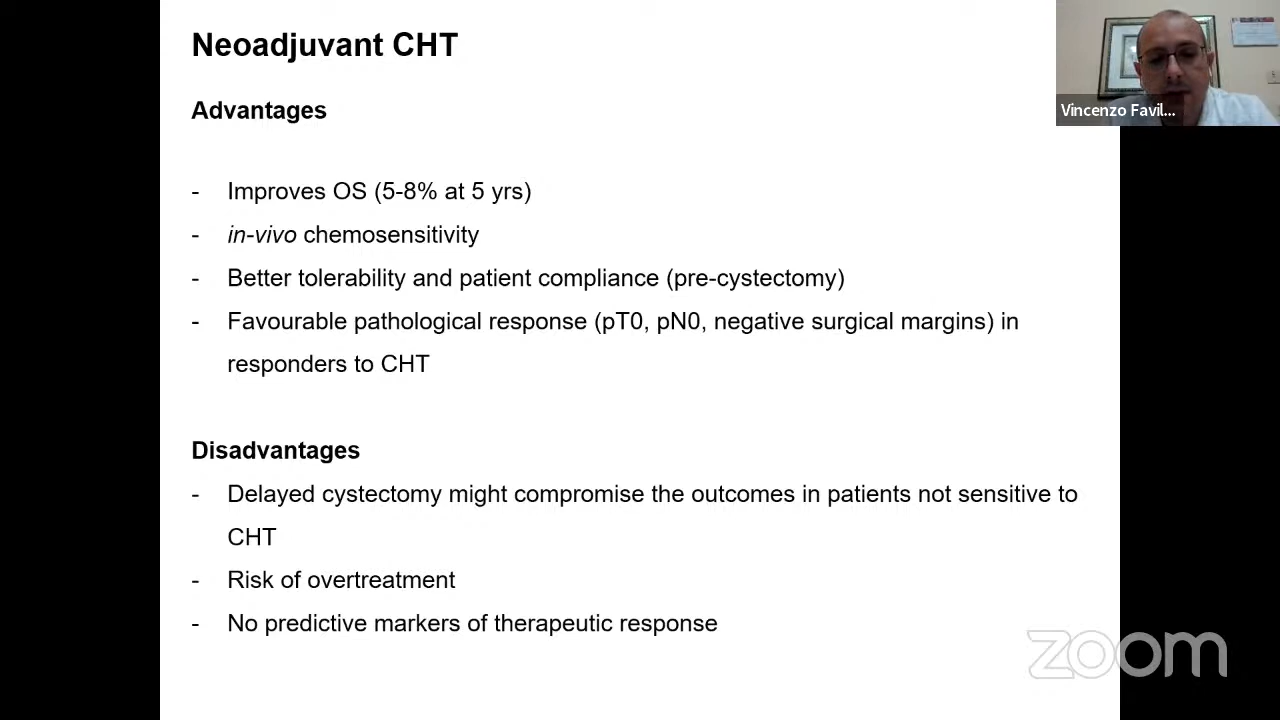 Neoadjuvant CHT
Vincenzo Favil...
Advantages
- Improves OS (5-8% at 5 yrs)
- in-vivo chemosensitivity
- Better tolerability and patient compliance (pre-cystectomy)
- Favourable pathological response (pT0, pN0, negative surgical margins) in
responders to CHT
Disadvantages
- Delayed cystectomy might compromise the outcomes in patients not sensitive to
CHT
- Risk of overtreatment
- No predictive markers of therapeutic response
zoom